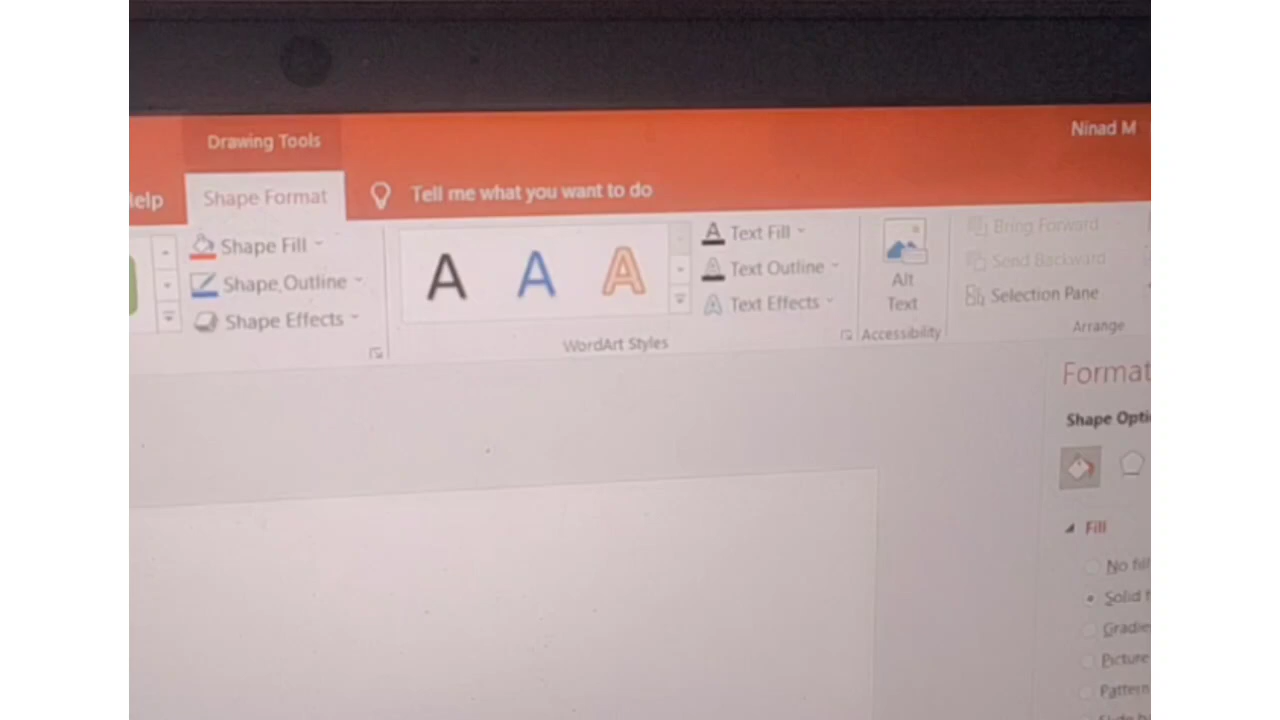 Drawing Tools
Ninad M
Help
Shape Format
Tell me what you want to do
Shape Fill
Shape Outline
Shape Effects
A A A
Text Fill
Text Outline
Text Effects
WordArt Styles
Alt
Text
Accessibility
Bring Forward
Send Backward
Selection Pane
Arrange
Format
Shape Opti
Fill
No fill
Solid f
Gradie
Picture
Pattern